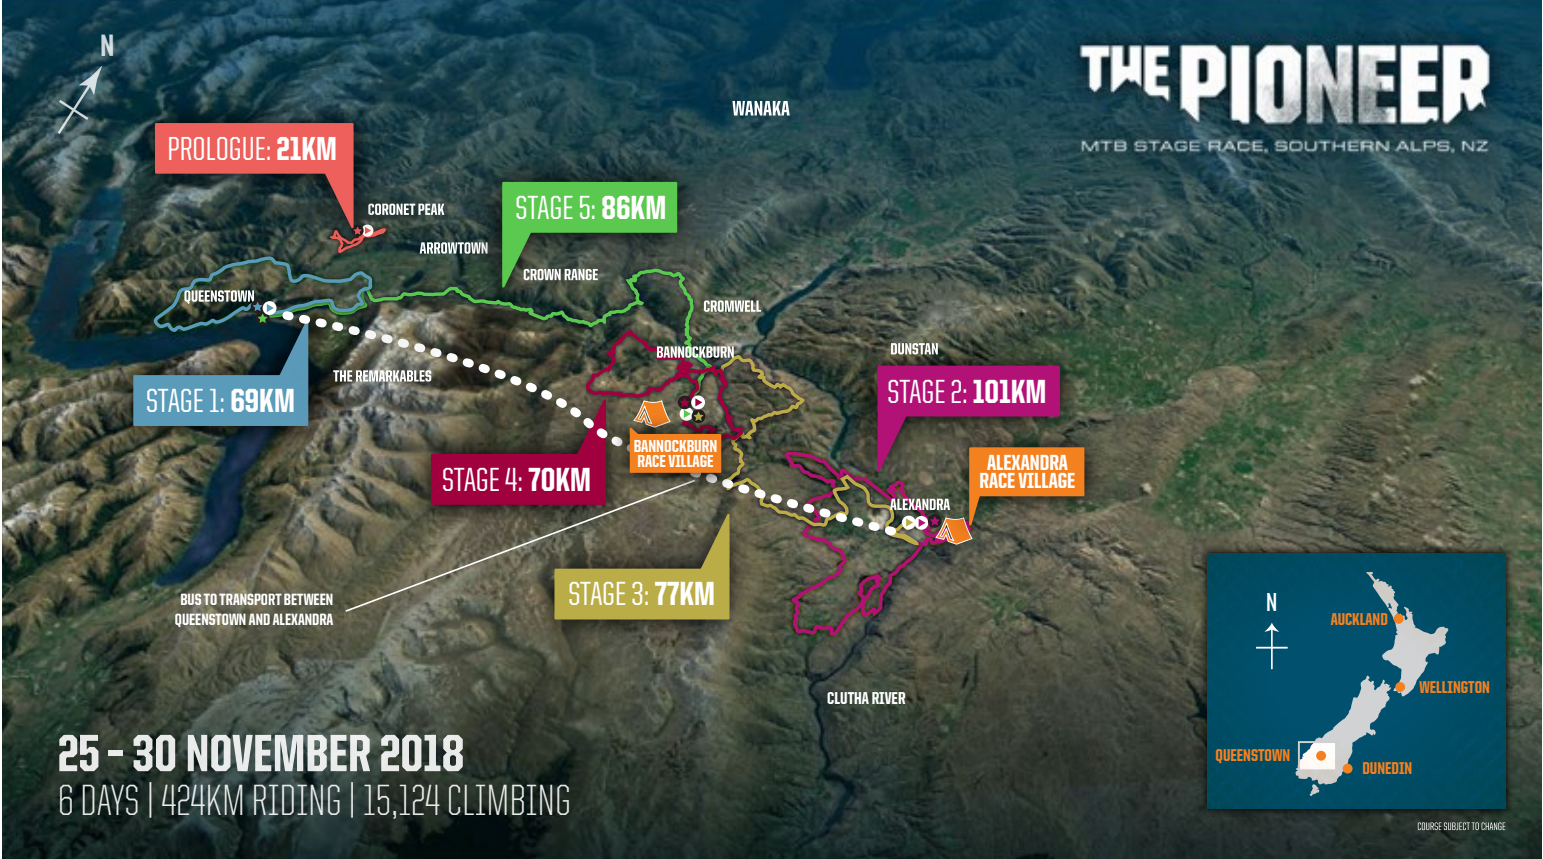 N
THE PIONEER
MTB STAGE RACE, SOUTHERN ALPS, NZ
WANAKA
PROLOGUE: 21KM
CORONET PEAK
STAGE 5: 86KM
ARROWTOWN
CROWN RANGE
QUEENSTOWN
CROMWELL
BANNOCKBURN
DUNSTAN
THE REMARKABLES
STAGE 1: 69KM
STAGE 2: 101KM
BANNOCKBURN
RACE VILLAGE
STAGE 4: 70KM
ALEXANDRA
RACE VILLAGE
ALEXANDRA
STAGE 3: 77KM
BUS TO TRANSPORT BETWEEN
QUEENSTOWN AND ALEXANDRA
CLUTHA RIVER
N
AUCKLAND
WELLINGTON
QUEENSTOWN
DUNEDIN
25 - 30 NOVEMBER 2018
6 DAYS | 424KM RIDING | 15,124 CLIMBING
COURSE SUBJECT TO CHANGE